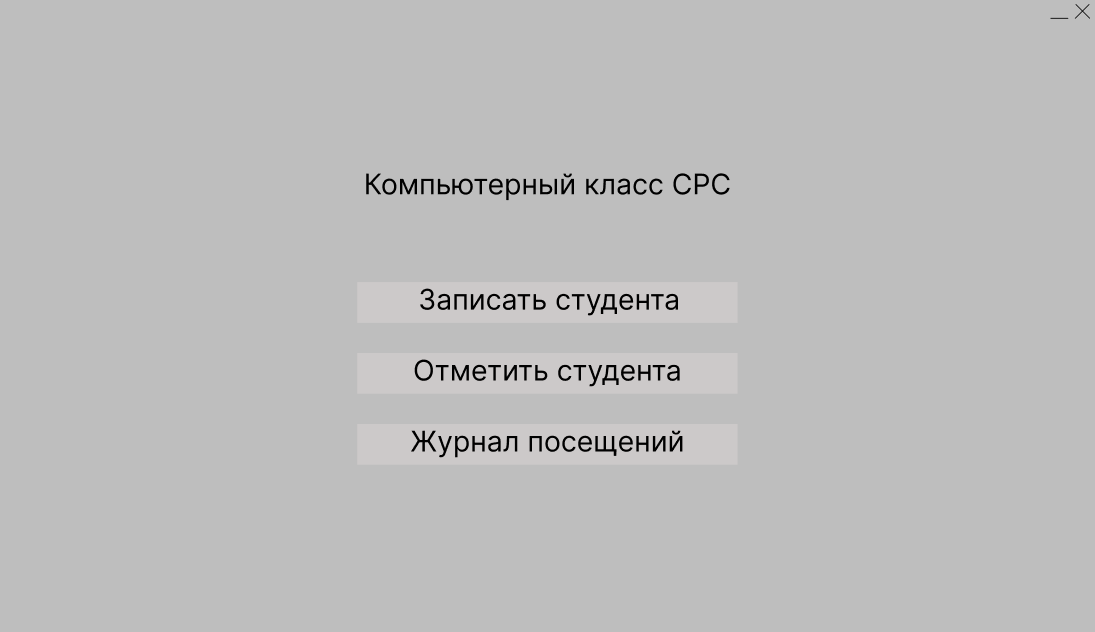 Компьютерный класс СРС
Записать студента
Отметить студента
Журнал посещений